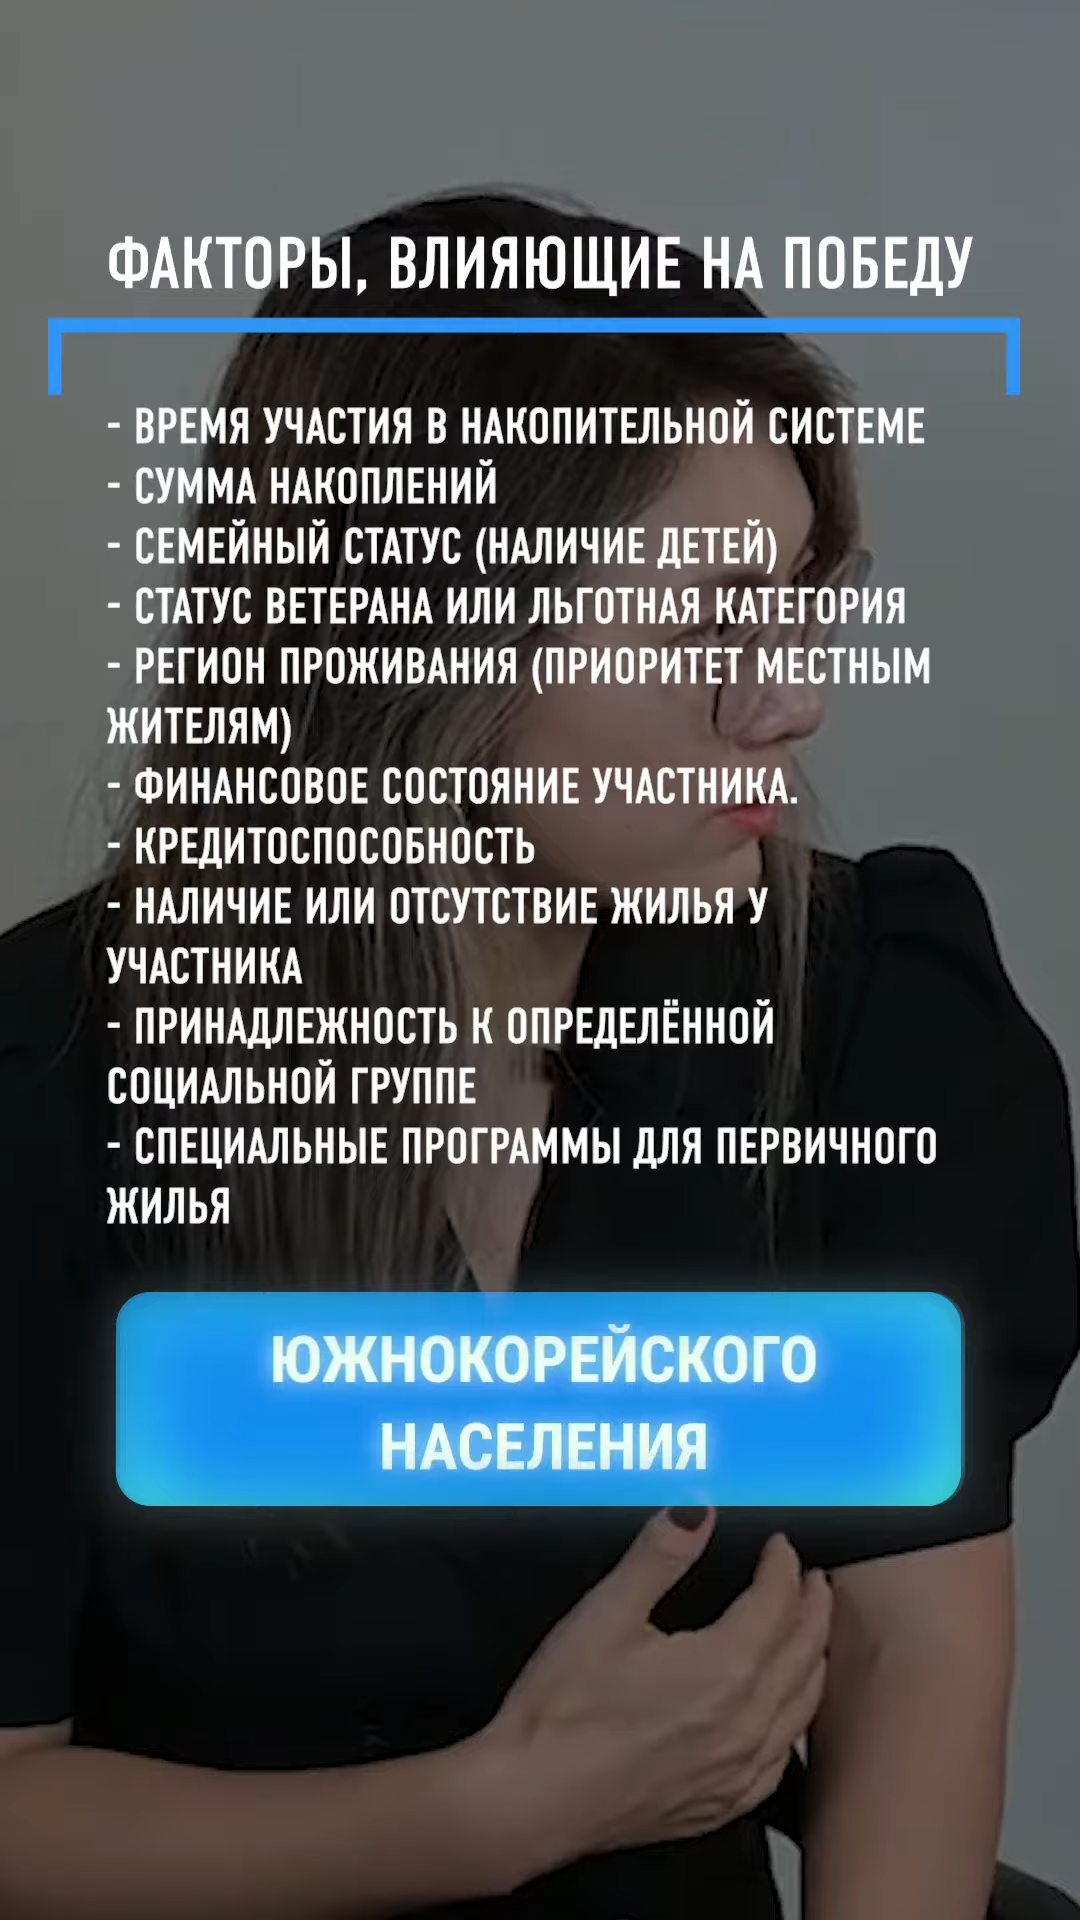 ФАКТОРЫ, ВЛИЯЮЩИЕ НА ПОБЕДУ
- ВРЕМЯ УЧАСТИЯ В НАКОПИТЕЛЬНОЙ СИСТЕМЕ
- СУММА НАКОПЛЕНИЙ
- СЕМЕЙНЫЙ СТАТУС (НАЛИЧИЕ ДЕТЕЙ)
- СТАТУС ВЕТЕРАНА ИЛИ ЛЬГОТНАЯ КАТЕГОРИЯ
- РЕГИОН ПРОЖИВАНИЯ (ПРИОРИТЕТ МЕСТНЫМ
ЖИТЕЛЯМ)
- ФИНАНСОВОЕ СОСТОЯНИЕ УЧАСТНИКА.
- КРЕДИТОСПОСОБНОСТЬ
- НАЛИЧИЕ ИЛИ ОТСУТСТВИЕ ЖИЛЬЯ У
УЧАСТНИКА
- ПРИНАДЛЕЖНОСТЬ К ОПРЕДЕЛЁННОЙ
СОЦИАЛЬНОЙ ГРУППЕ
- СПЕЦИАЛЬНЫЕ ПРОГРАММЫ ДЛЯ ПЕРВИЧНОГО
ЖИЛЬЯ
ЮЖНОКОРЕЙСКОГО
НАСЕЛЕНИЯ